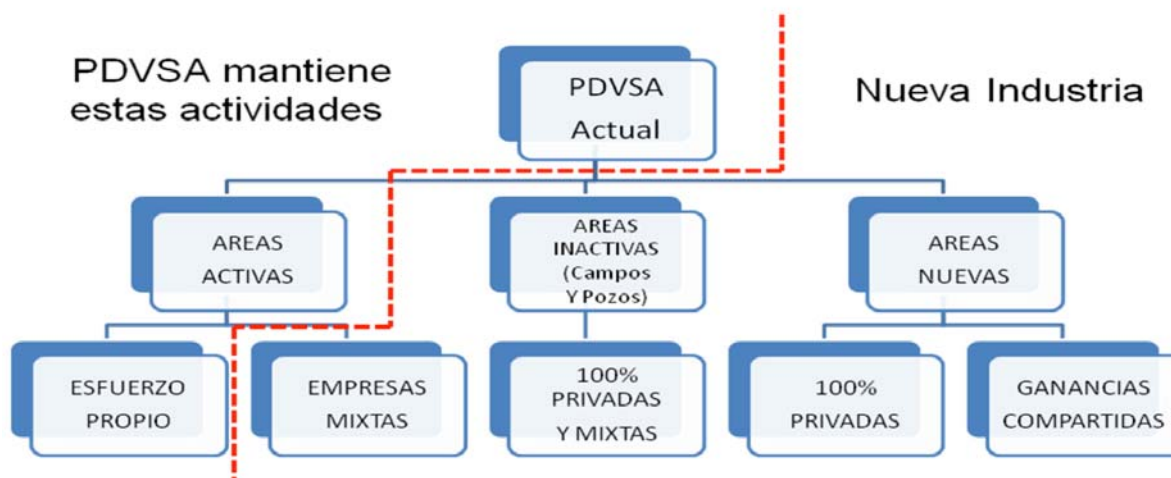 PDVSA mantiene
estas actividades
PDVSA
Actual
Nueva Industria
AREAS
ACTIVAS
AREAS
INACTIVAS
(Campos
Y Pozos)
AREAS
NUEVAS
ESFUERZO
PROPIO
EMPRESAS
MIXTAS
100%
PRIVADAS
Y MIXTAS
100%
PRIVADAS
GANANCIAS
COMPARTIDAS